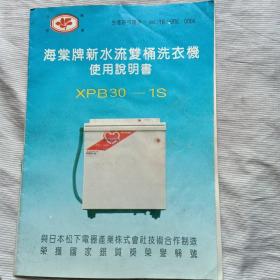 海棠牌新水流雙桶洗衣機
使用說明書
XPB30—1S
與日本松下電器產業株式會社技術合作制造
榮獲國家銀質獎榮譽稱號